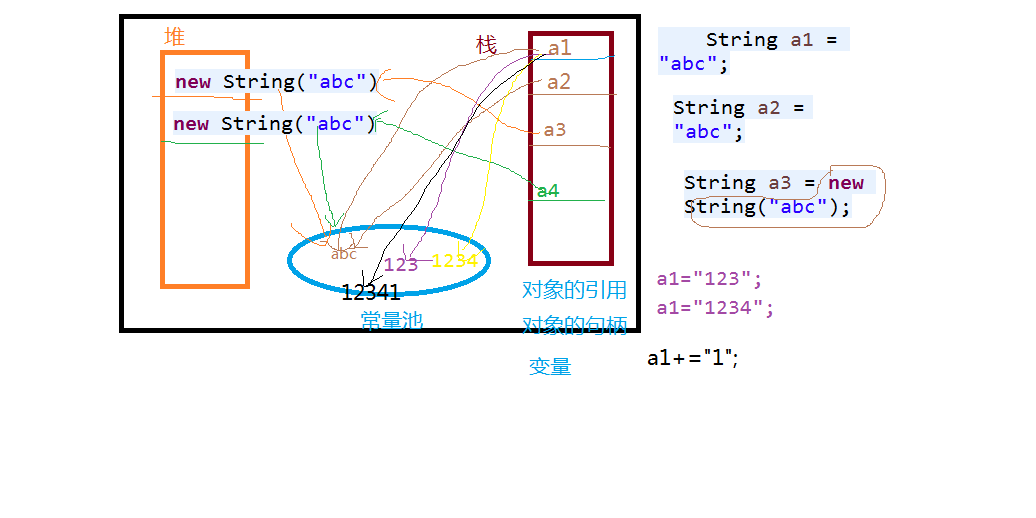 堆
new String("abc")
new String("abc")
栈
a1
a2
a3
a4
abc
123
1234
12341
常量池
对象的引用
对象的句柄
变量
String a1 =
"abc";
String a2 =
"abc";
String a3 = new
String("abc");
a1="123";
a1="1234";
a1+="1";